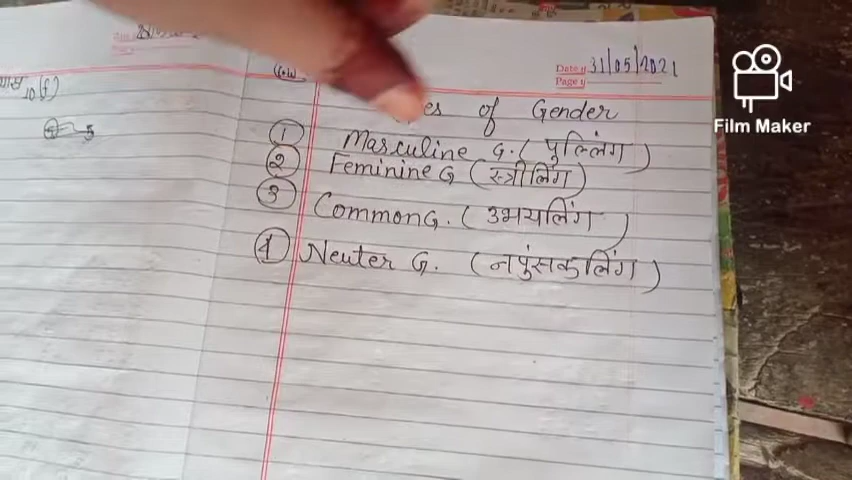 Date 31/05/2021
Page
Q.W
of Gender
1 Masculine G. (पुल्लिंग)
2 Feminine G (स्त्रीलिंग)
3 Common G. (उभयलिंग)
4 Neuter G. (नपुंसकलिंग)
Film Maker